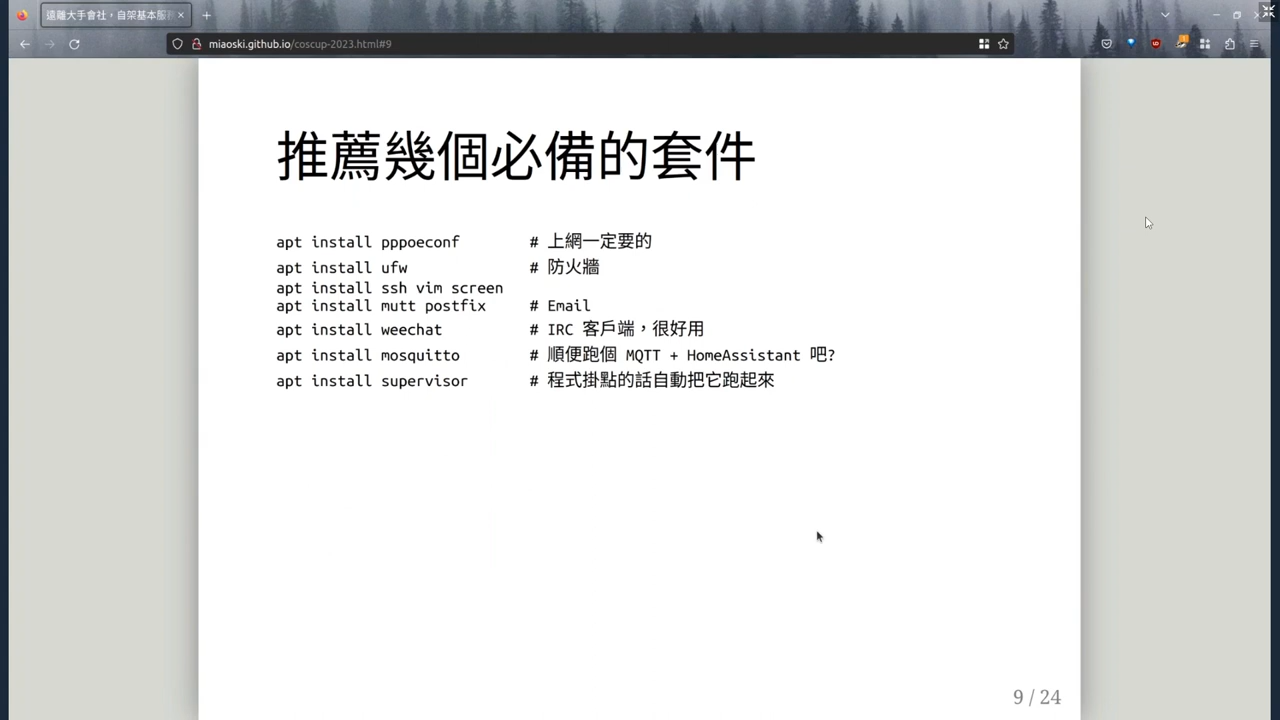 遠離大手會社，自架基本服務
miaoski.github.io/coscup-2023.html#9
推薦幾個必備的套件
apt install pppoeconf # 上網一定要的
apt install ufw # 防火牆
apt install ssh vim screen
apt install mutt postfix # Email
apt install weechat # IRC 客戶端，很好用
apt install mosquitto # 順便跑個 MQTT + HomeAssistant 吧?
apt install supervisor # 程式掛點的話自動把它跑起來
9 / 24